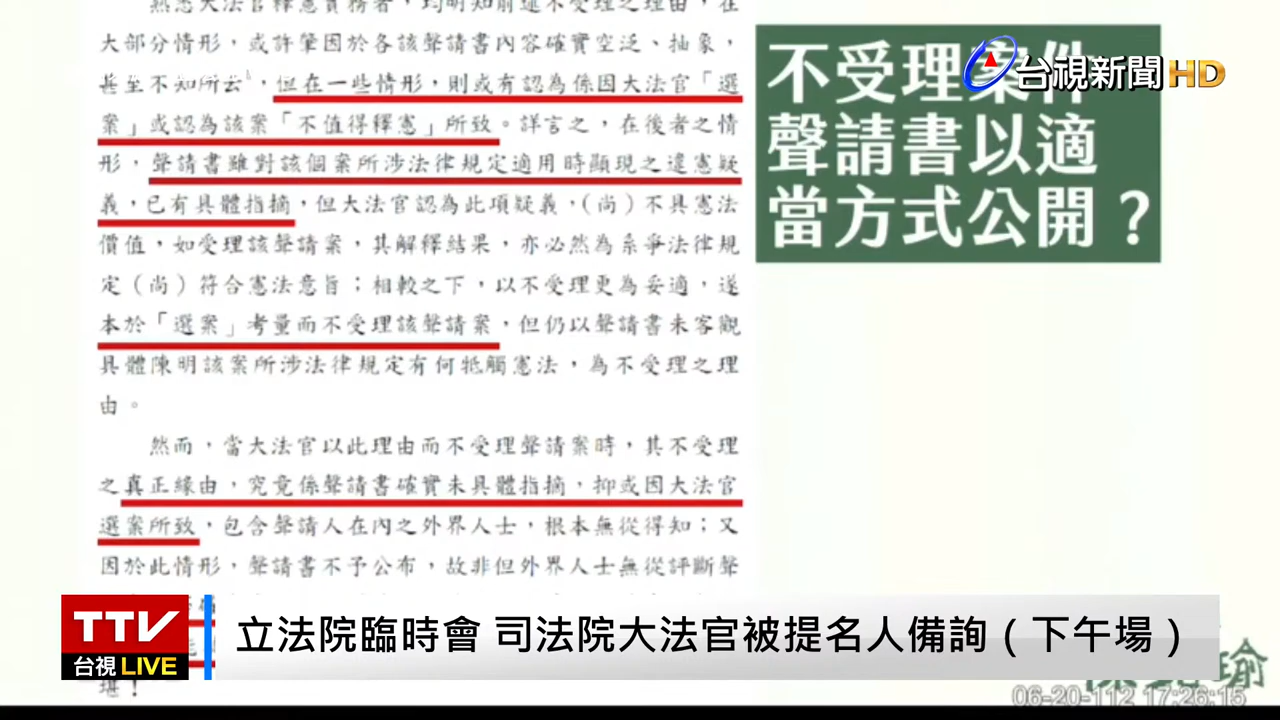 熟悉大法官釋憲實務者，均明知前述不受理之理由，在
大部分情形，或許肇因於各該聲請書內容確實空泛、抽象，
甚至不知所云，但在一些情形，則或有認為係因大法官「選
案」或認為該案「不值得釋憲」所致。詳言之，在後者之情
形，聲請書雖對該個案所涉法律規定適用時顯現之違憲疑
義，已有具體指摘，但大法官認為此項疑義，（尚）不具憲法
價值，如受理該聲請案，其解釋結果，亦必然為系爭法律規
定（尚）符合憲法意旨；相較之下，以不受理更為妥適，遂
本於「選案」考量而不受理該聲請案，但仍以聲請書未客觀
具體陳明該案所涉法律規定有何牴觸憲法，為不受理之理
由。
然而，當大法官以此理由而不受理聲請案時，其不受理
之真正緣由，究竟係聲請書確實未具體指摘，抑或因大法官
選案所致，包含聲請人在內之外界人士，根本無從得知；又
因於此情形，聲請書不予公布，故非但外界人士無從評斷聲
堪！
不受理案件
聲請書以適
當方式公開？
台視新聞HD
TTV
台視LIVE
立法院臨時會 司法院大法官被提名人備詢（下午場）
瑜
06-20-112 17:26:15